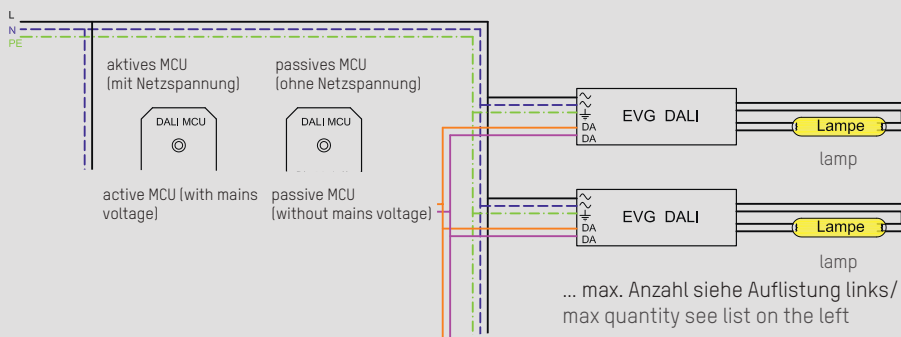 L
N
PE
aktives MCU
(mit Netzspannung)
passives MCU
(ohne Netzspannung)
DALI MCU
DALI MCU
active MCU (with mains
voltage)
passive MCU
(without mains voltage)
EVG DALI
DA
DA
Lampe
lamp
EVG DALI
DA
DA
Lampe
lamp
... max. Anzahl siehe Auflistung links/
max quantity see list on the left